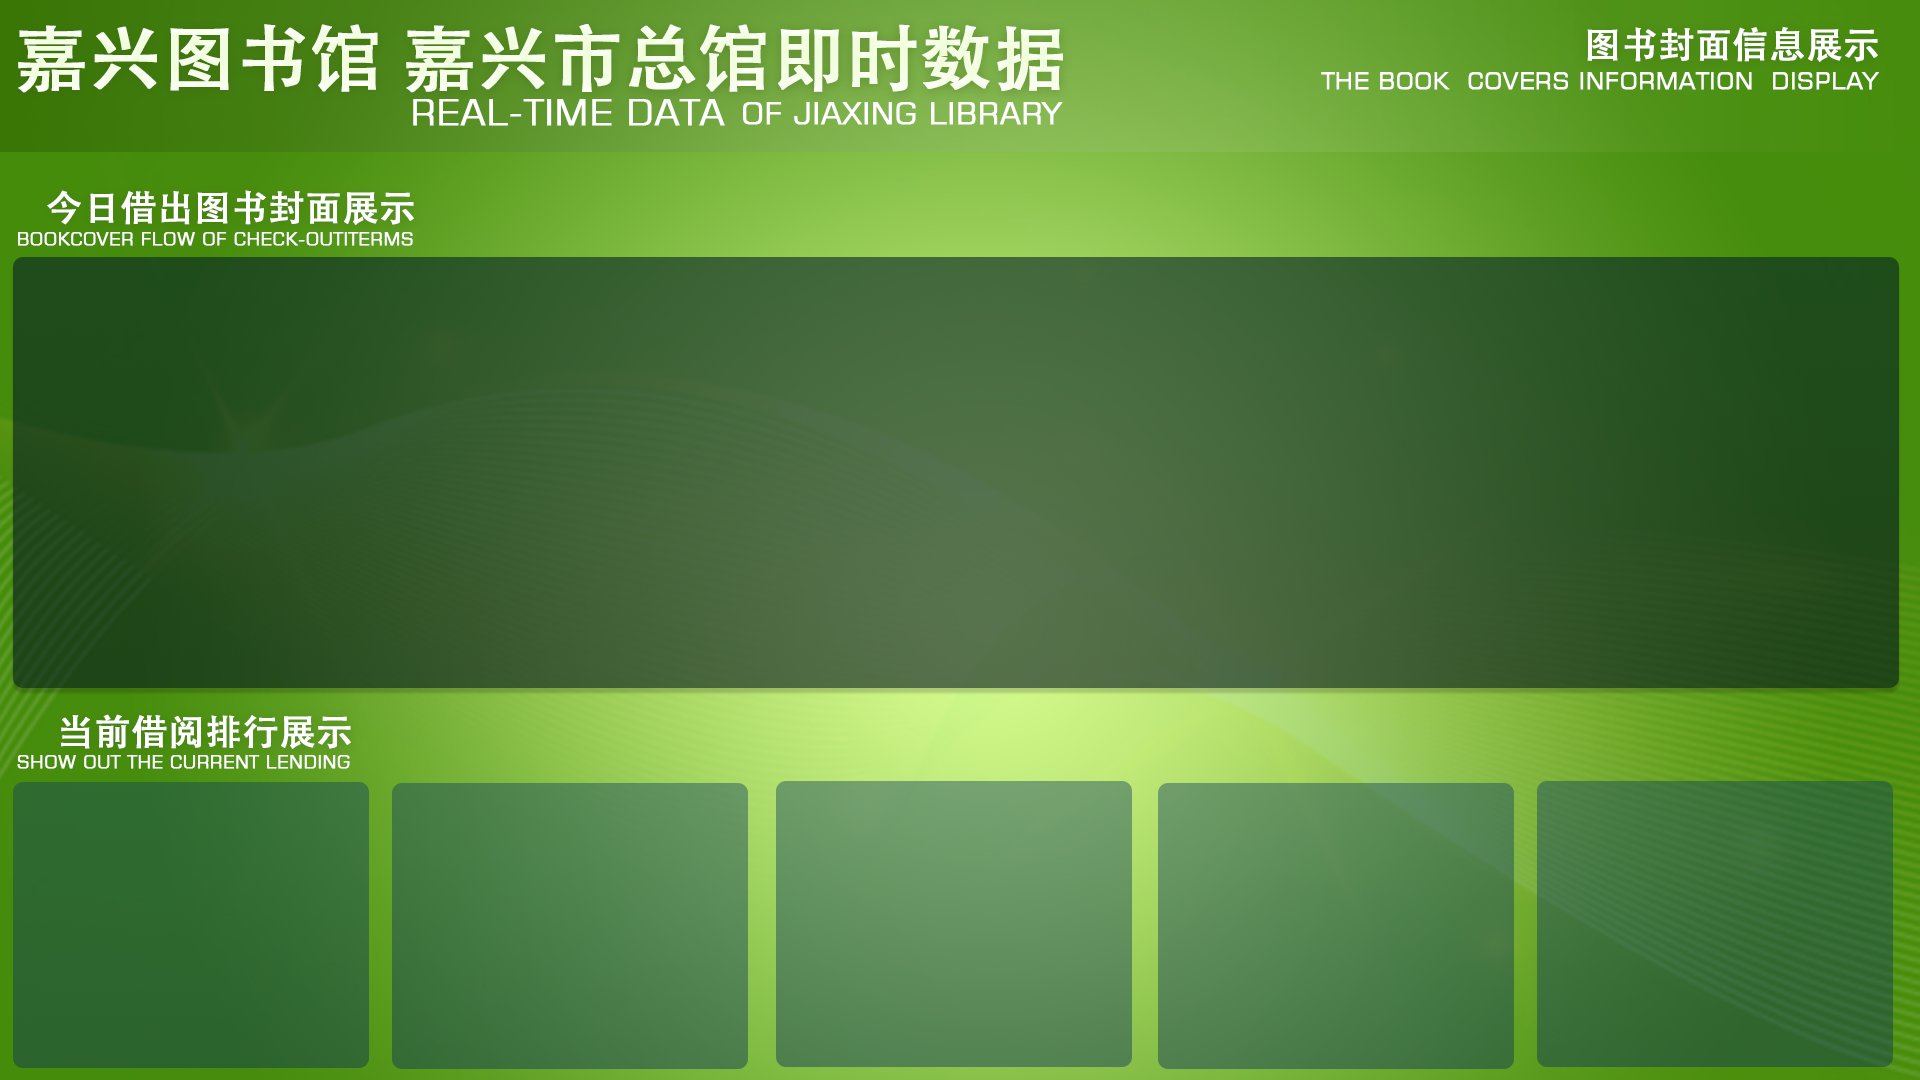 嘉兴图书馆 嘉兴市总馆即时数据
REAL-TIME DATA OF JIAXING LIBRARY
图书封面信息展示
THE BOOK COVERS INFORMATION DISPLAY
今日借出图书封面展示
BOOKCOVER FLOW OF CHECK-OUTITERMS
当前借阅排行展示
SHOW OUT THE CURRENT LENDING